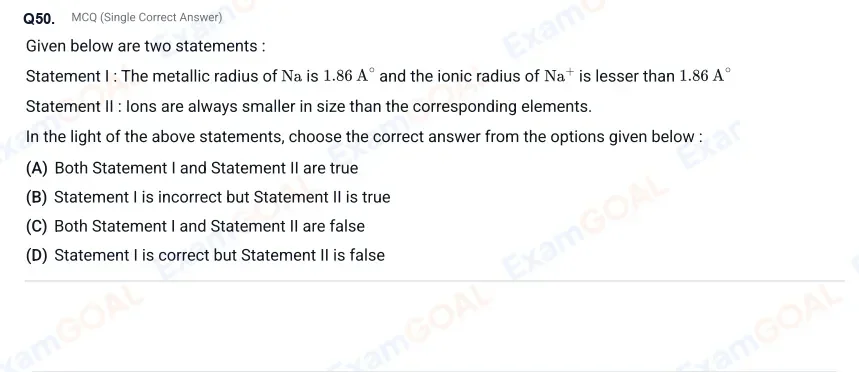 Q50. MCQ (Single Correct Answer)
Given below are two statements :
Statement I : The metallic radius of Na is 1.86 A° and the ionic radius of Na⁺ is lesser than 1.86 A°
Statement II : Ions are always smaller in size than the corresponding elements.
In the light of the above statements, choose the correct answer from the options given below :
(A) Both Statement I and Statement II are true
(B) Statement I is incorrect but Statement II is true
(C) Both Statement I and Statement II are false
(D) Statement I is correct but Statement II is false
ExamGOAL